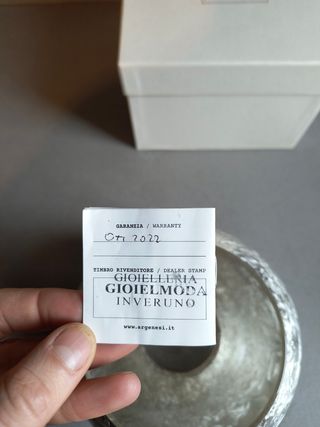 GARANZIA / WARRANTY
Ott 2022
TIMBRO RIVENDITORE / DEALER STAMP
GIOIELLERIA
GIOIELMODA
INVERUNO
www.argenesi.it